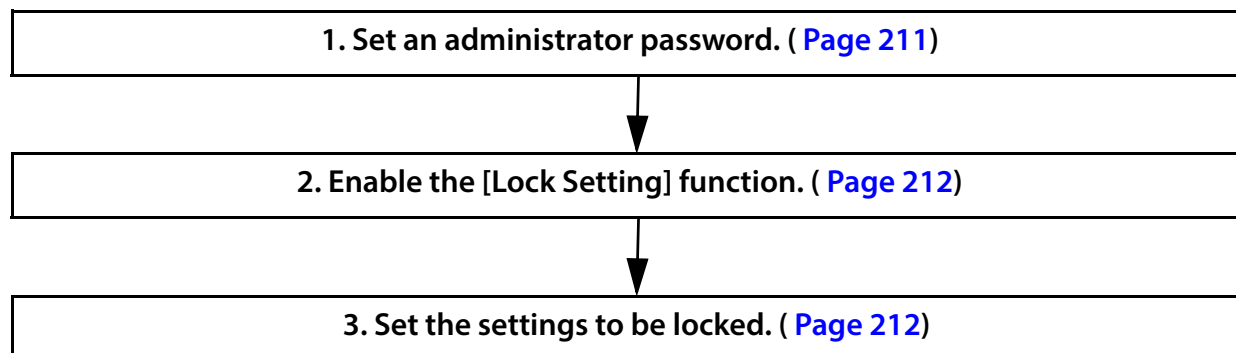 1. Set an administrator password. ( Page 211)
2. Enable the [Lock Setting] function. ( Page 212)
3. Set the settings to be locked. ( Page 212)